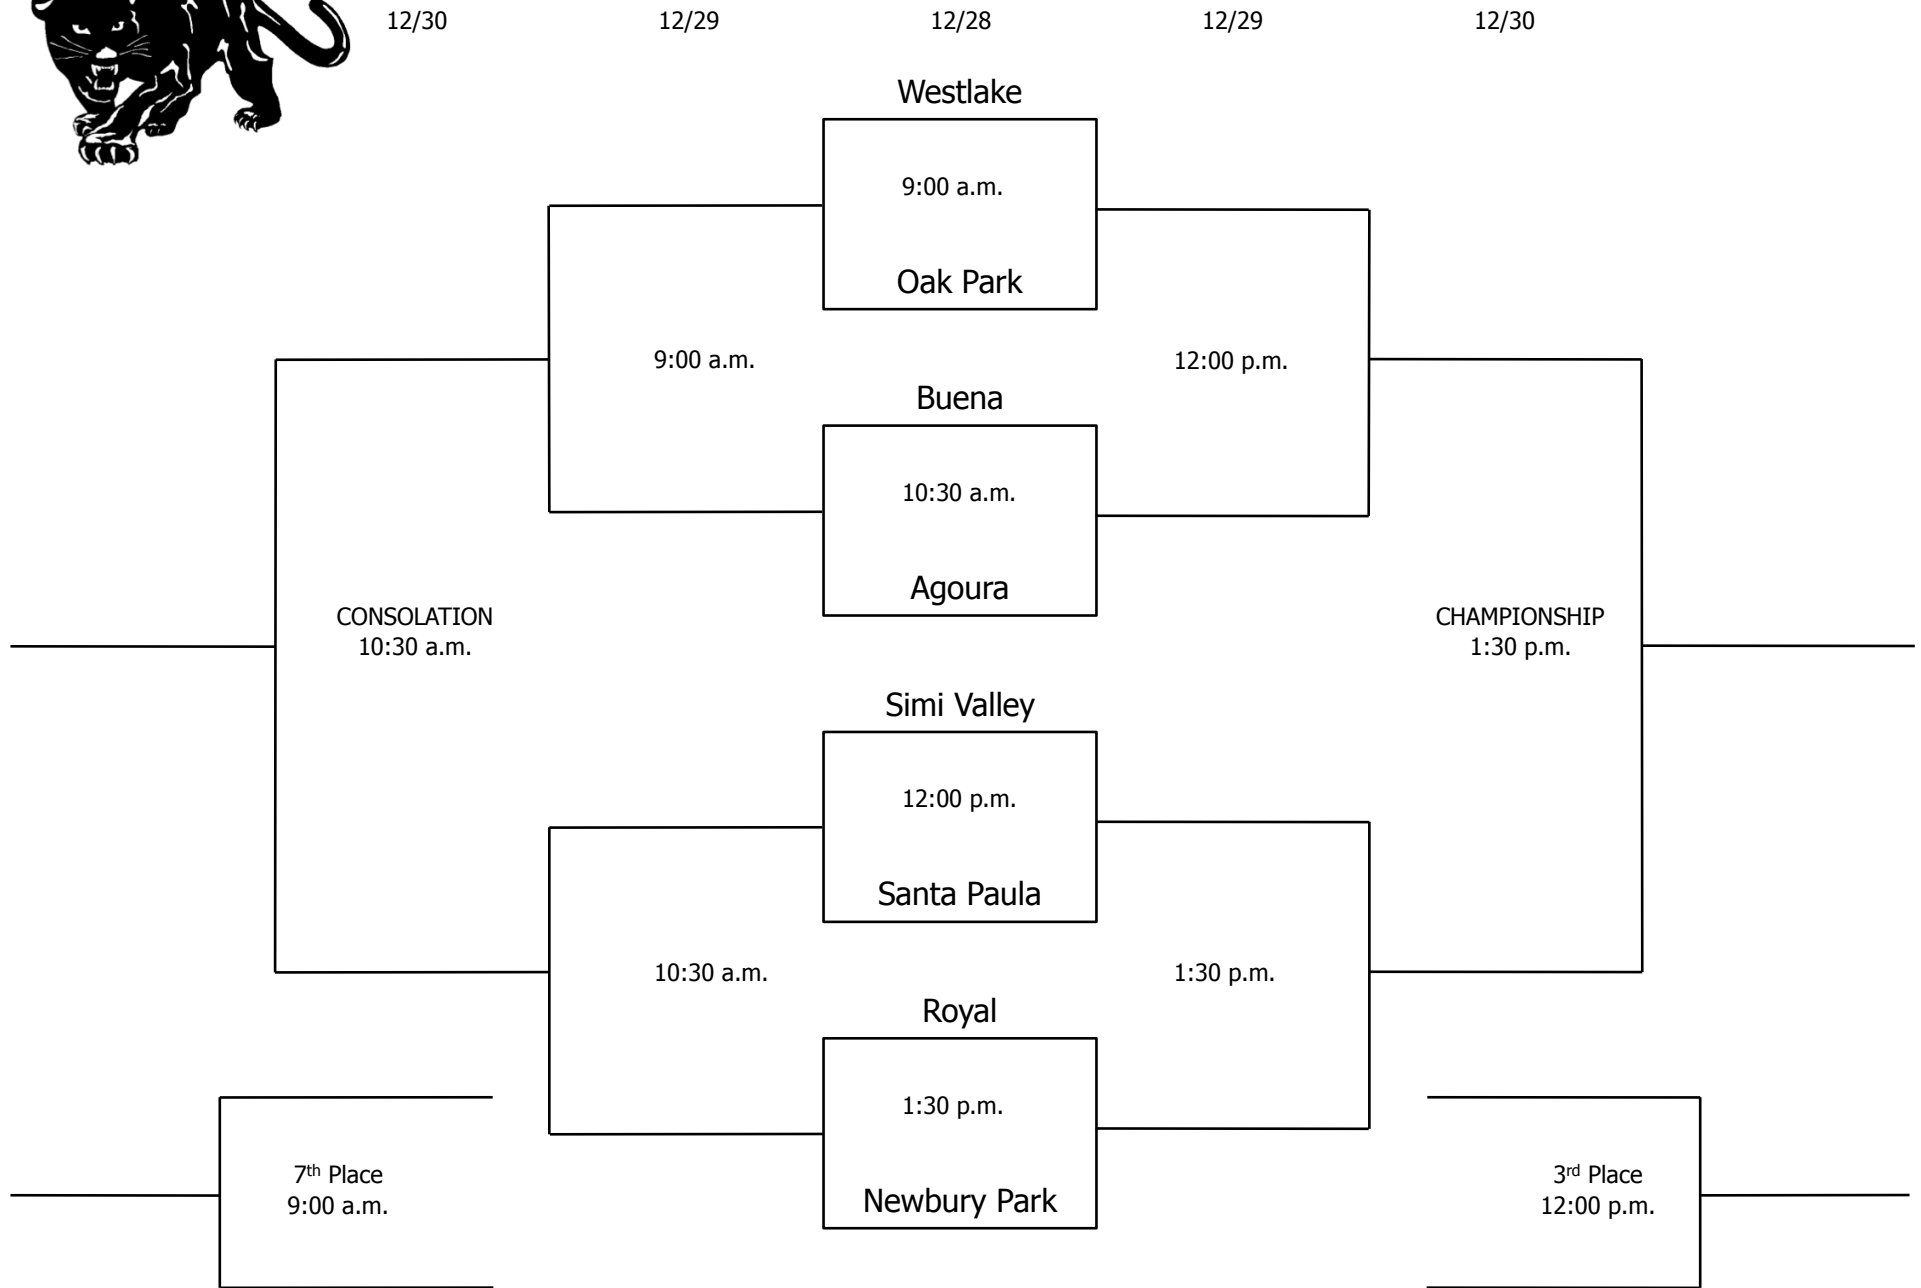 12/30 12/29 12/28 12/29 12/30
Westlake
9:00 a.m.
Oak Park
9:00 a.m. 12:00 p.m.
Buena
10:30 a.m.
Agoura
CONSOLATION CHAMPIONSHIP
10:30 a.m. 1:30 p.m.
Simi Valley
12:00 p.m.
Santa Paula
10:30 a.m. 1:30 p.m.
Royal
1:30 p.m.
7th Place 3rd Place
9:00 a.m. Newbury Park 12:00 p.m.